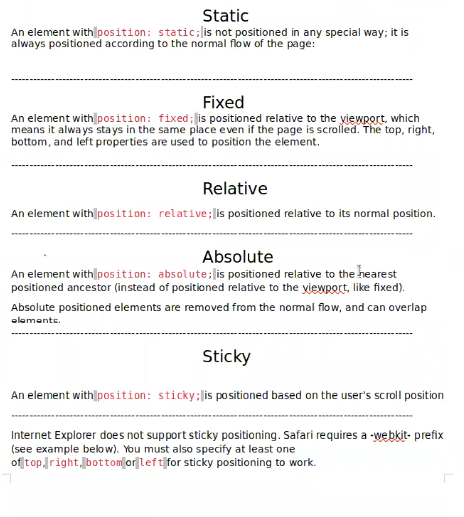 Static
An element with position: static; is not positioned in any special way; it is
always positioned according to the normal flow of the page:
--------------------------------------------------------------------------------
Fixed
An element with position: fixed; is positioned relative to the viewport, which
means it always stays in the same place even if the page is scrolled. The top, right,
bottom, and left properties are used to position the element.
--------------------------------------------------------------------------------
Relative
An element with position: relative; is positioned relative to its normal position.
--------------------------------------------------------------------------------
Absolute
An element with position: absolute; is positioned relative to the nearest
positioned ancestor (instead of positioned relative to the viewport, like fixed).
Absolute positioned elements are removed from the normal flow, and can overlap
elements.
--------------------------------------------------------------------------------
Sticky
An element with position: sticky; is positioned based on the user's scroll position
--------------------------------------------------------------------------------
Internet Explorer does not support sticky positioning. Safari requires a -webkit- prefix
(see example below). You must also specify at least one
of top, right, bottom or left for sticky positioning to work.